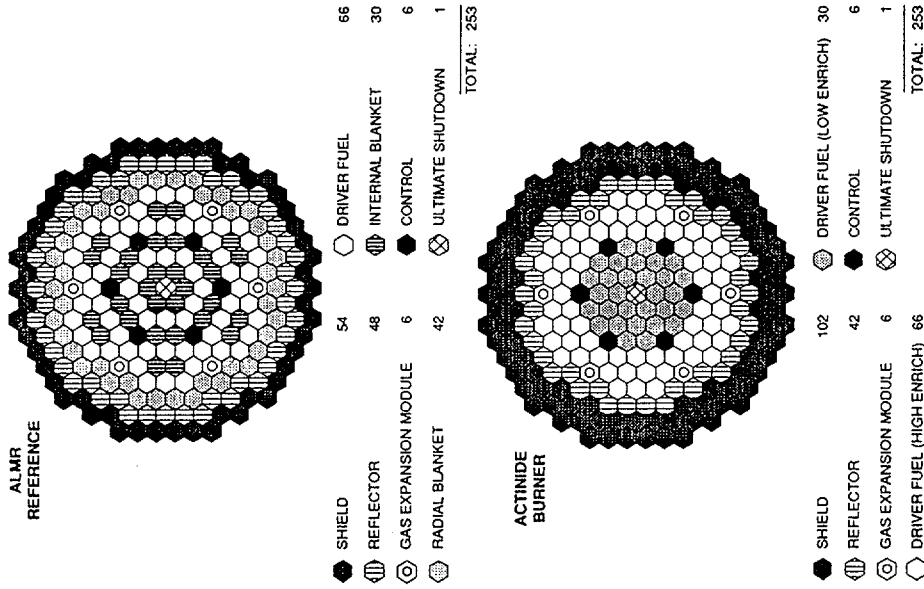 ALMR
REFERENCE
SHIELD 54
REFLECTOR 48
GAS EXPANSION MODULE 6
RADIAL BLANKET 42
DRIVER FUEL 66
INTERNAL BLANKET 30
CONTROL 6
ULTIMATE SHUTDOWN 1
TOTAL: 253
ACTINIDE
BURNER
SHIELD 102
REFLECTOR 42
GAS EXPANSION MODULE 6
DRIVER FUEL (HIGH ENRICH) 66
DRIVER FUEL (LOW ENRICH) 30
CONTROL 6
ULTIMATE SHUTDOWN 1
TOTAL: 253